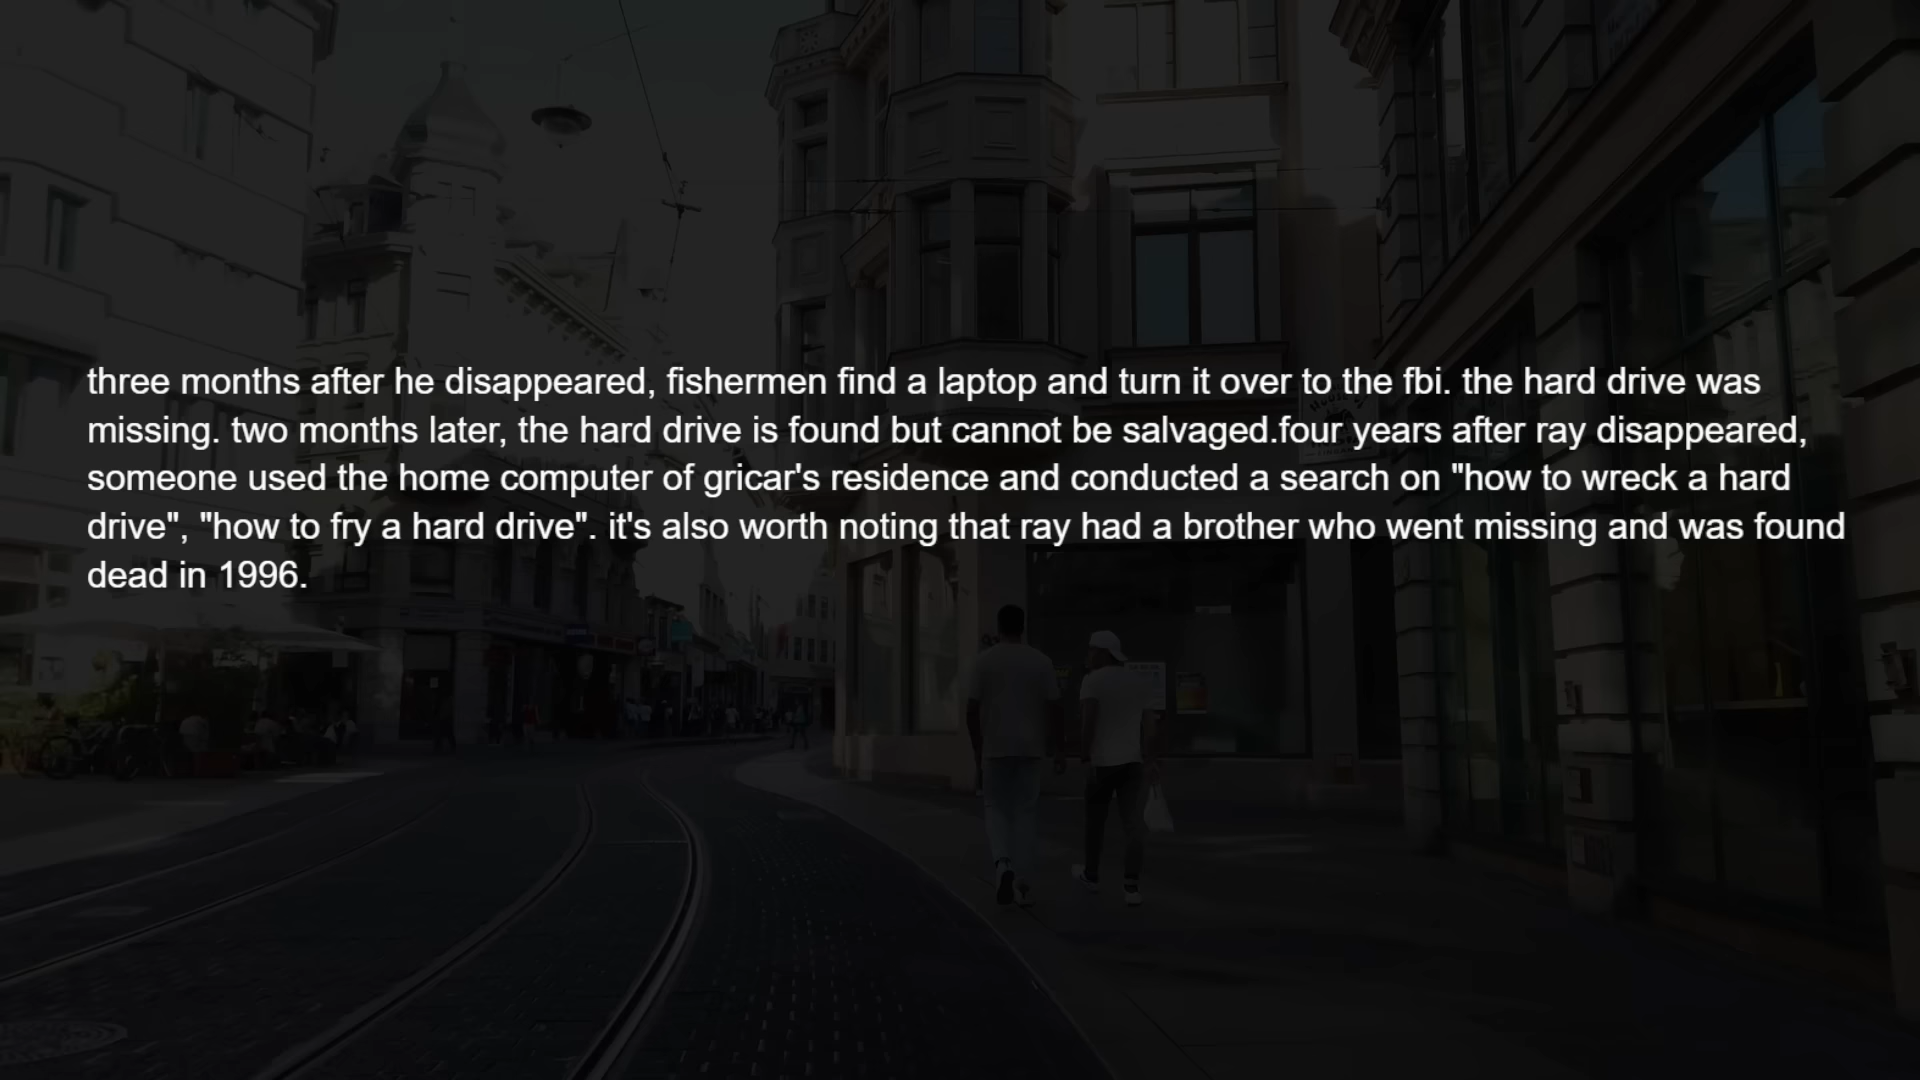 three months after he disappeared, fishermen find a laptop and turn it over to the fbi. the hard drive was
missing. two months later, the hard drive is found but cannot be salvaged.four years after ray disappeared,
someone used the home computer of gricar's residence and conducted a search on "how to wreck a hard
drive", "how to fry a hard drive". it's also worth noting that ray had a brother who went missing and was found
dead in 1996.